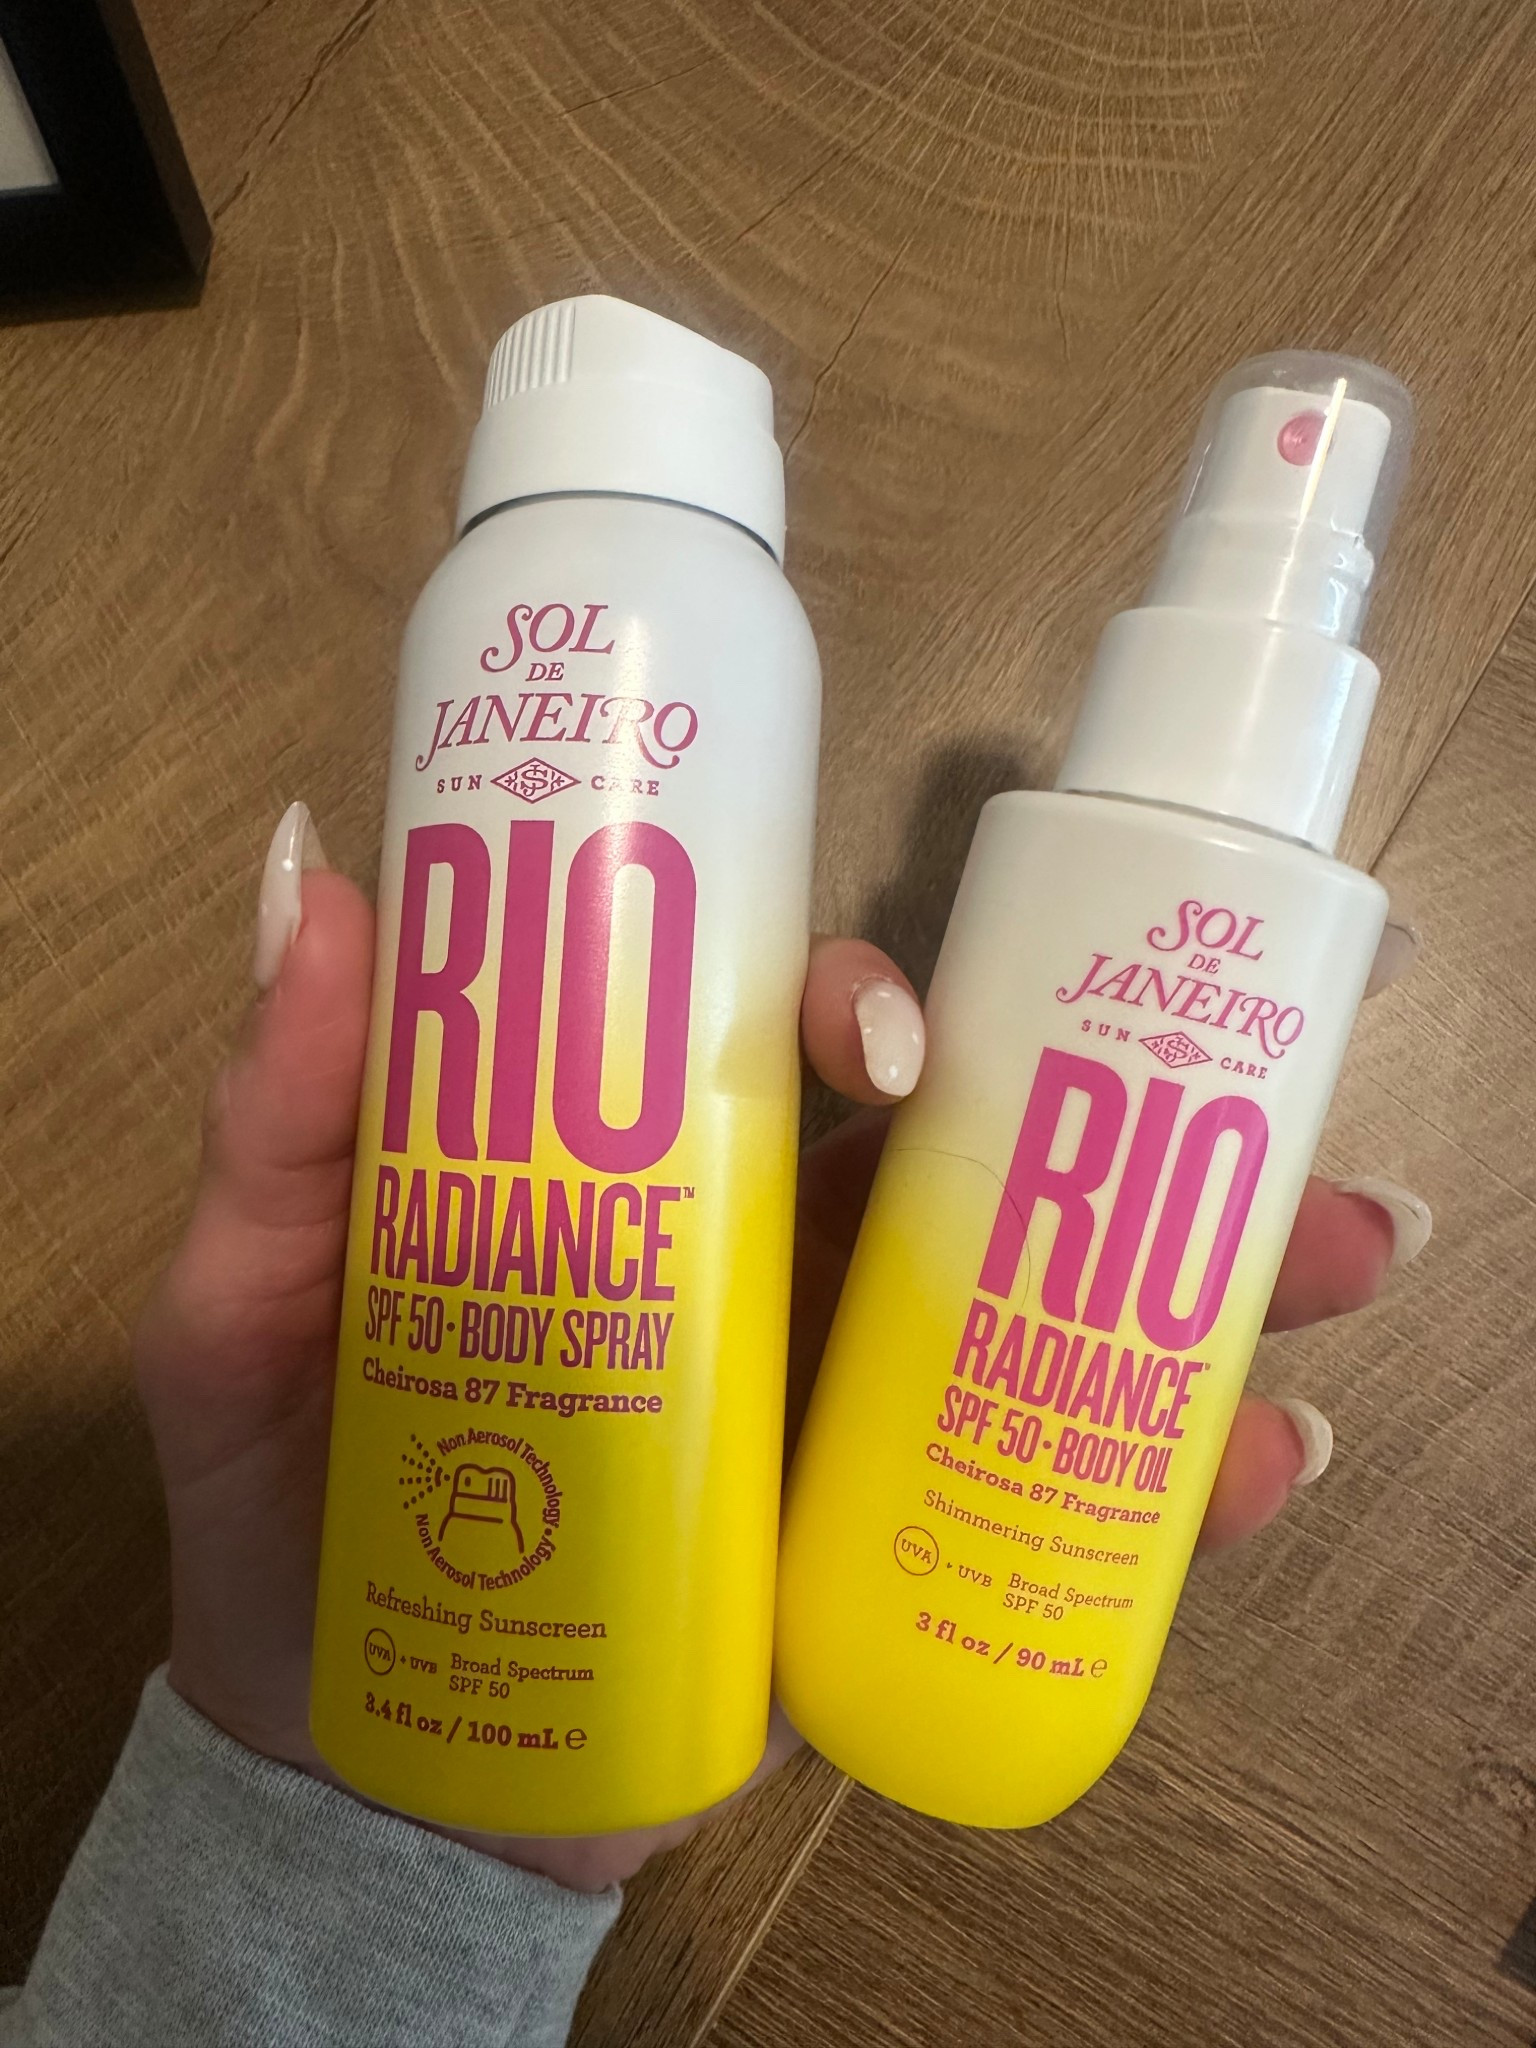 SOL
DE
JANEIRO
SUN CARE
RIO
RADIANCE™
SPF 50 • BODY SPRAY
Cheirosa 87 Fragrance
Non Aerosol Technology • Non Aerosol Technology •
Refreshing Sunscreen
UVA + UVB Broad Spectrum
SPF 50
3.4 fl oz / 100 mL ℮
SOL
DE
JANEIRO
SUN CARE
RIO
RADIANCE™
SPF 50 • BODY OIL
Cheirosa 87 Fragrance
Shimmering Sunscreen
UVA + UVB Broad Spectrum
SPF 50
3 fl oz / 90 mL ℮